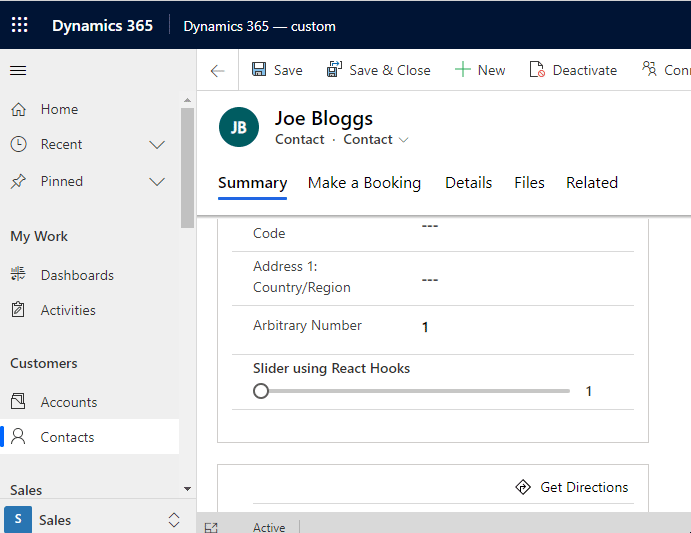 Dynamics 365 Dynamics 365 — custom
Save Save & Close New Deactivate
Home
Recent
Pinned
My Work
Dashboards
Activities
Customers
Accounts
Contacts
Sales
S Sales
JB
Joe Bloggs
Contact · Contact
Summary Make a Booking Details Files Related
Code ---
Address 1:
Country/Region ---
Arbitrary Number 1
Slider using React Hooks
1
Get Directions
Active